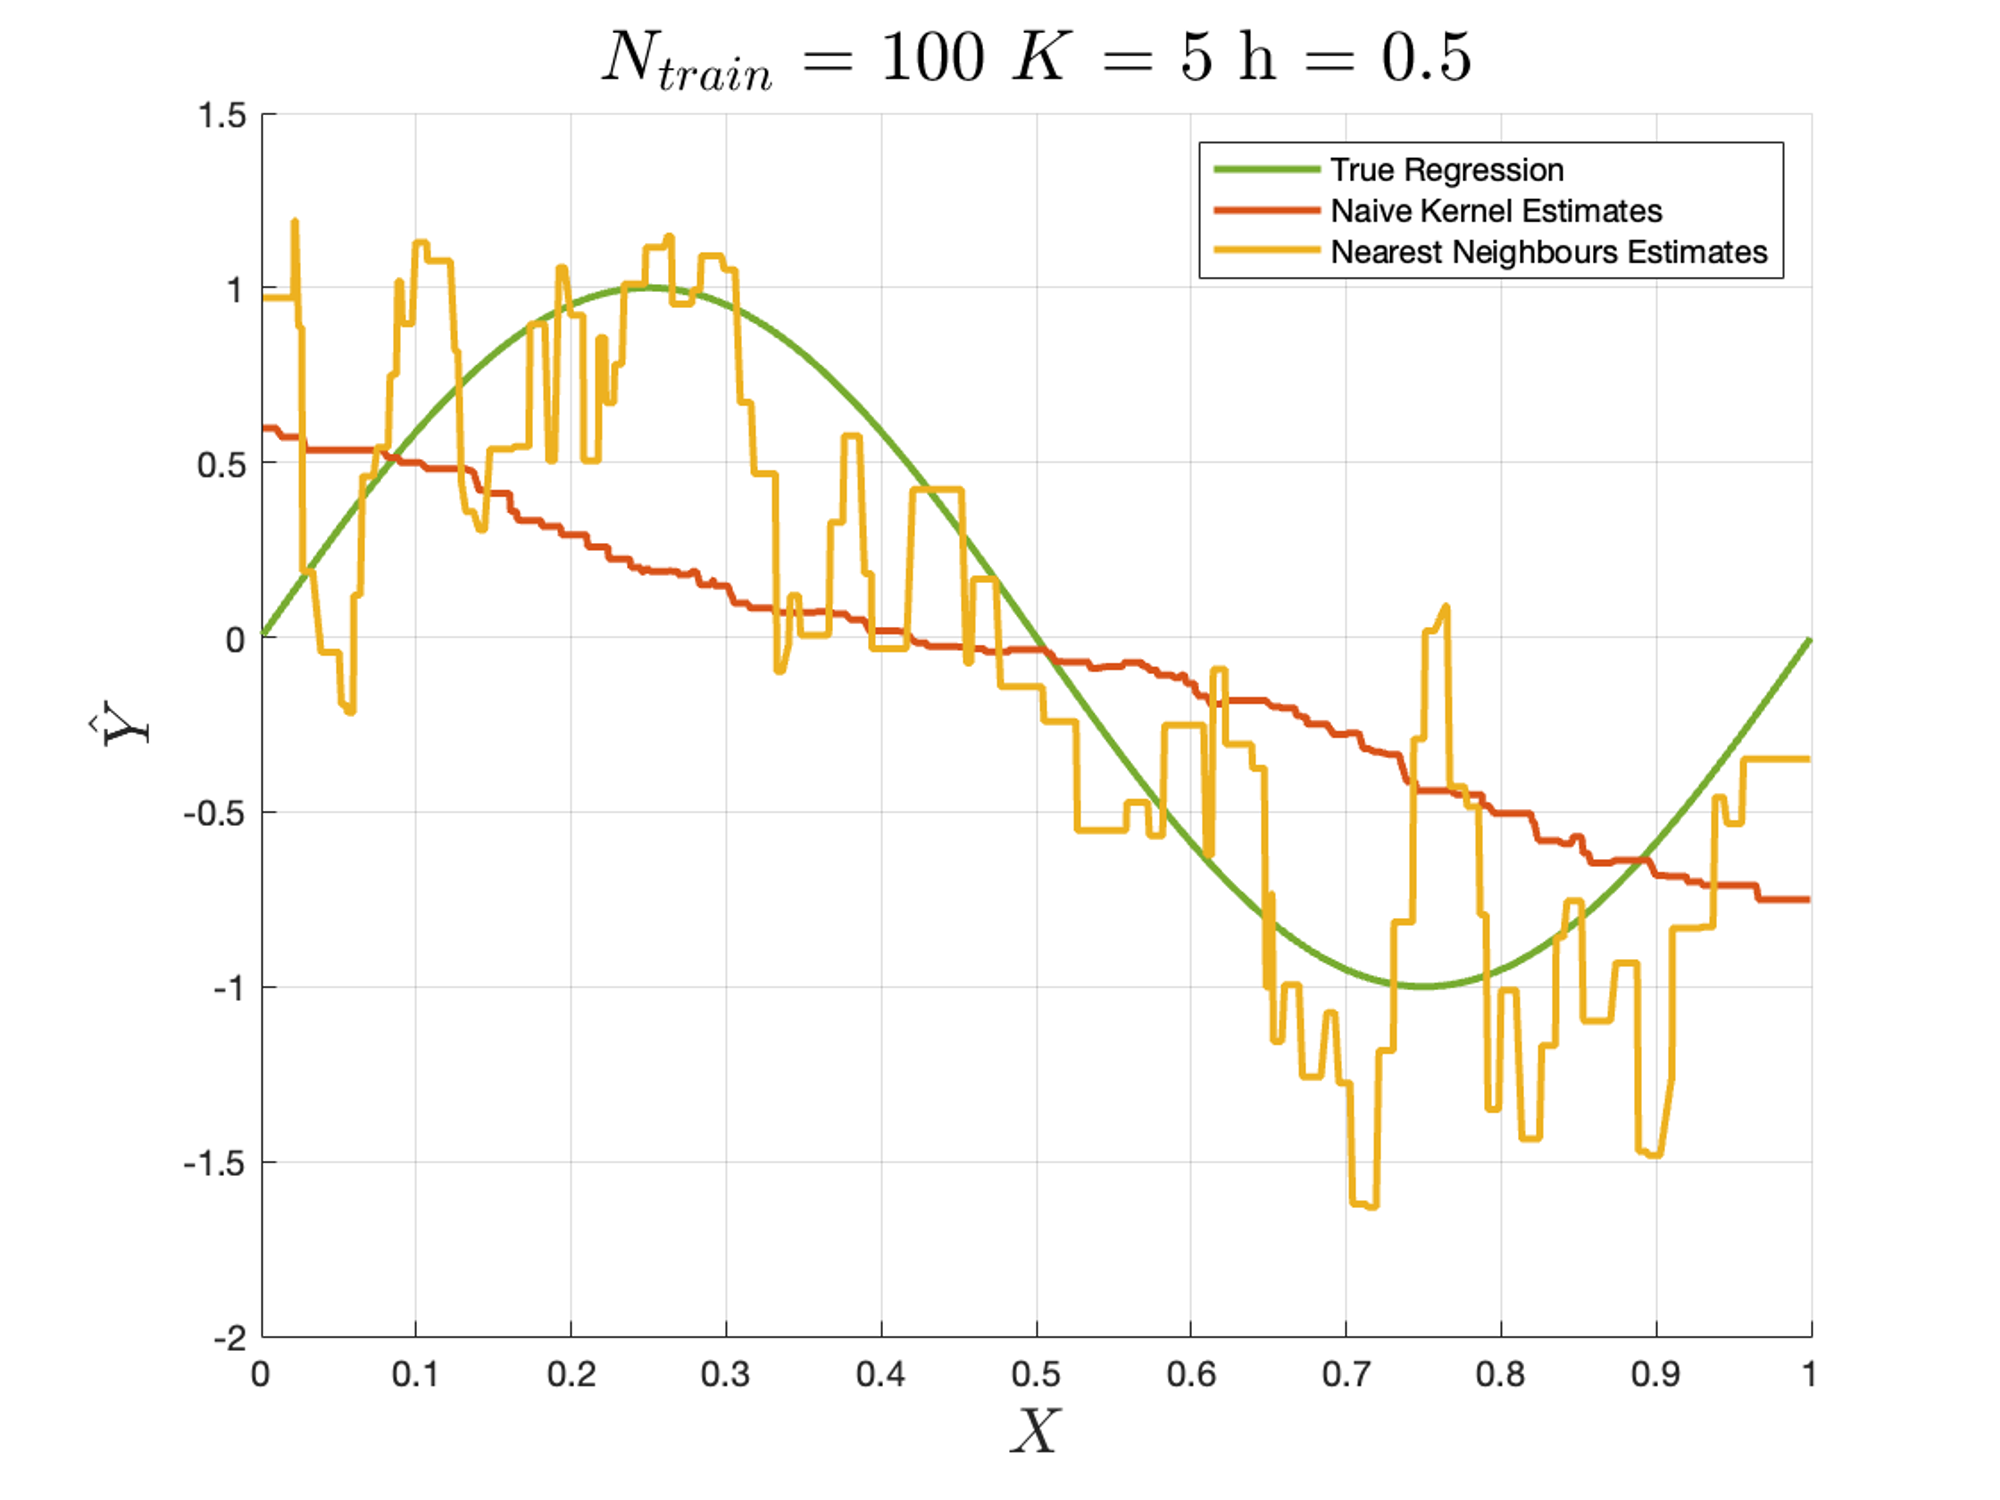 N_train = 100 K = 5 h = 0.5
1.5
1
0.5
0
-0.5
-1
-1.5
-2
Ŷ
True Regression
Naive Kernel Estimates
Nearest Neighbours Estimates
0 0.1 0.2 0.3 0.4 0.5 0.6 0.7 0.8 0.9 1
X